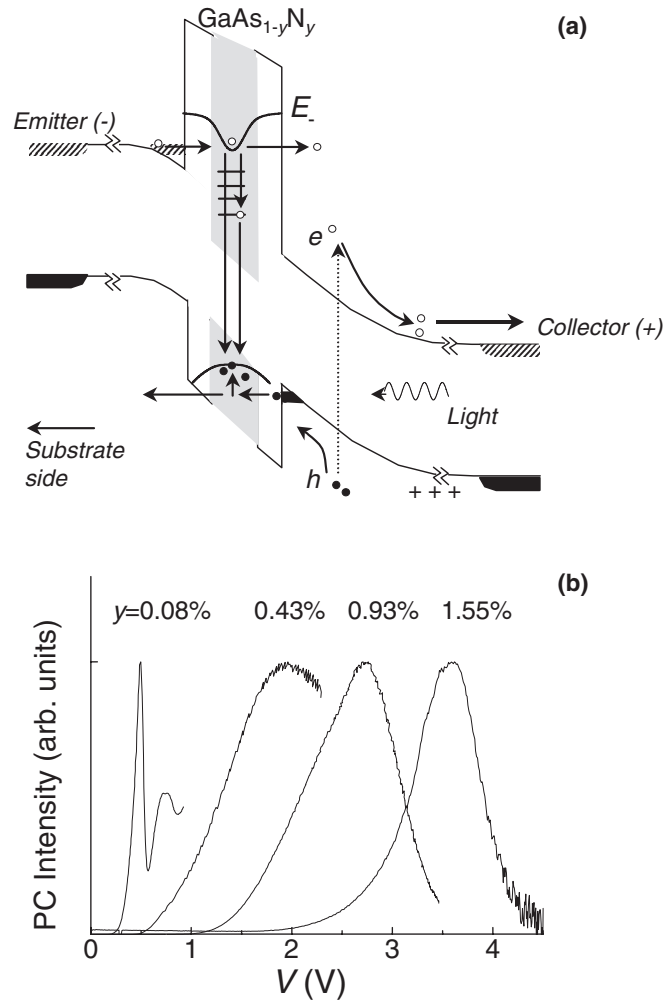 GaAs1-yNy
(a)
E-
Emitter (-)
e
Collector (+)
Light
Substrate
side
h
+ + +
(b)
y=0.08% 0.43% 0.93% 1.55%
PC Intensity (arb. units)
0 1 2 3 4
V (V)